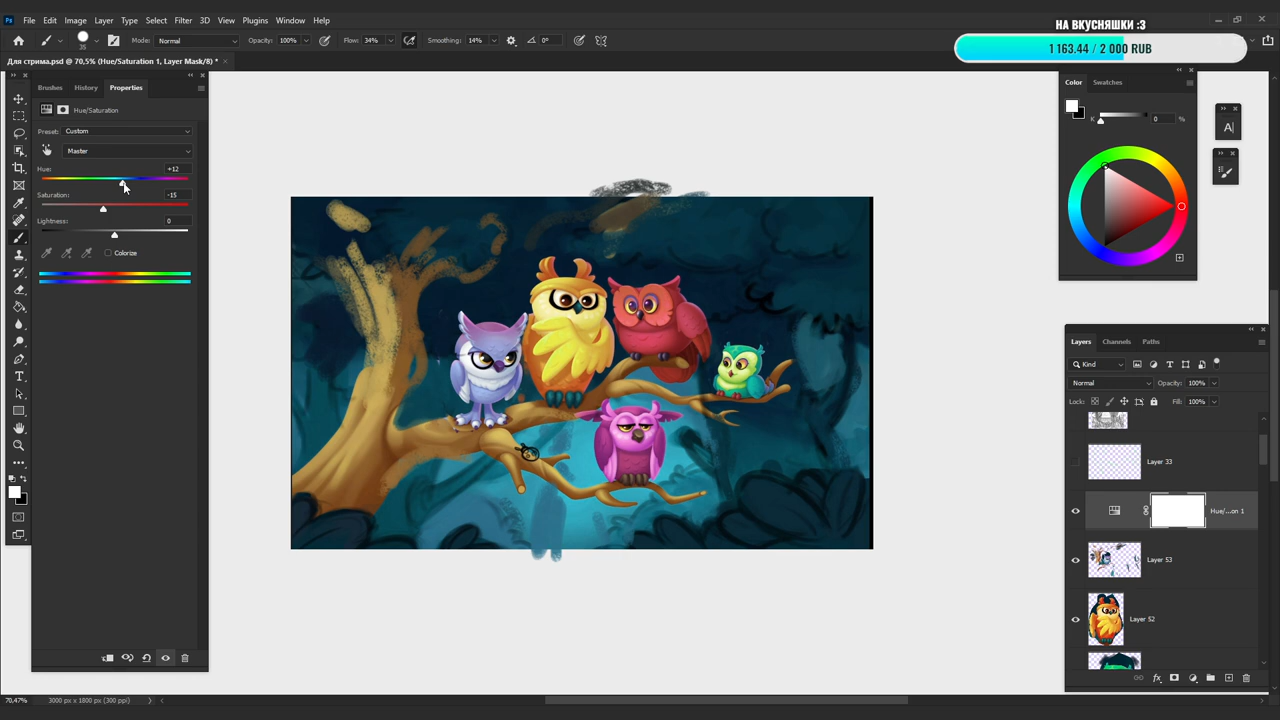 Ps File Edit Image Layer Type Select Filter 3D View Plugins Window Help
НА ВКУСНЯШКИ :3
1 163.44 / 2 000 RUB
35 Mode: Normal Opacity: 100% Flow: 34% Smoothing: 14% 0°
Для стрима.psd @ 70,5% (Hue/Saturation 1, Layer Mask/8) *
Brushes History Properties
Hue/Saturation
Preset: Custom
Master
Hue: +12
Saturation: -15
Lightness: 0
Colorize
Color Swatches
K 0 %
A
Layers Channels Paths
Kind
Normal Opacity: 100%
Lock: Fill: 100%
Layer 33
Hue/...on 1
Layer 53
Layer 52
70,47% 3000 px x 1800 px (300 ppi)